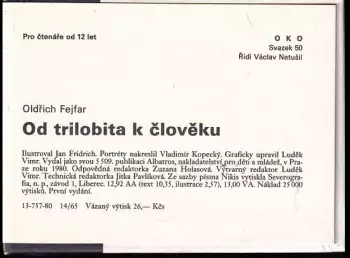 Pro čtenáře od 12 let
O K O
Svazek 50
Řídí Václav Netušil
Oldřich Fejfar
Od trilobita k člověku
Ilustroval Jan Fridrich. Portréty nakreslil Vladimír Kopecký. Graficky upravil Luděk
Vimr. Vydal jako svou 5 509. publikaci Albatros, nakladatelství pro děti a mládež, v Pra-
ze roku 1980. Odpovědná redaktorka Zuzana Holasová. Výtvarný redaktor Luděk
Vimr. Technická redaktorka Jitka Pavlíková. Ze sazby písma Nikis vytiskla Severogra-
fia, n. p., závod 1, Liberec. 12,92 AA (text 10,35, ilustrace 2,57), 13,00 VA. Náklad 25 000
výtisků. První vydání.
13-757-80 14/65 Vázaný výtisk 26,— Kčs